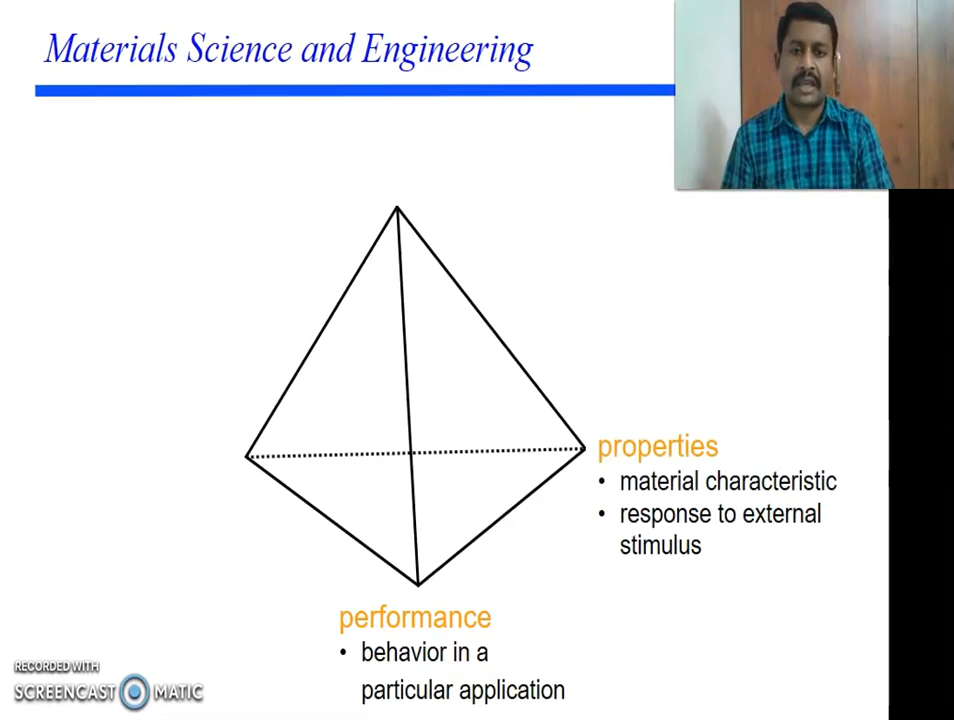 Materials Science and Engineering
properties
• material characteristic
• response to external
stimulus
performance
• behavior in a
particular application
RECORDED WITH
SCREENCAST MATIC